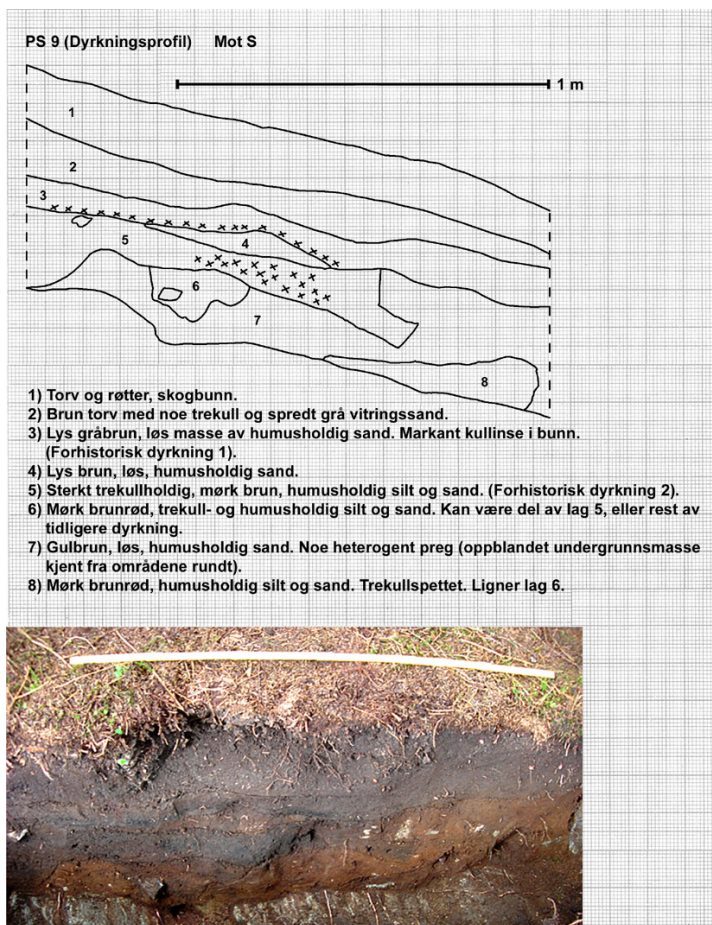 PS 9 (Dyrkningsprofil) Mot S
1 m
1
2
3
4
5
6
7
8
1) Torv og røtter, skogbunn.
2) Brun torv med noe trekull og spredt grå vitringssand.
3) Lys gråbrun, løs masse av humusholdig sand. Markant kullinse i bunn.
(Forhistorisk dyrkning 1).
4) Lys brun, løs, humusholdig sand.
5) Sterkt trekullholdig, mørk brun, humusholdig silt og sand. (Forhistorisk dyrkning 2).
6) Mørk brunrød, trekull- og humusholdig silt og sand. Kan være del av lag 5, eller rest av
tidligere dyrkning.
7) Gulbrun, løs, humusholdig sand. Noe heterogent preg (oppblandet undergrunnsmasse
kjent fra områdene rundt).
8) Mørk brunrød, humusholdig silt og sand. Trekullspettet. Ligner lag 6.